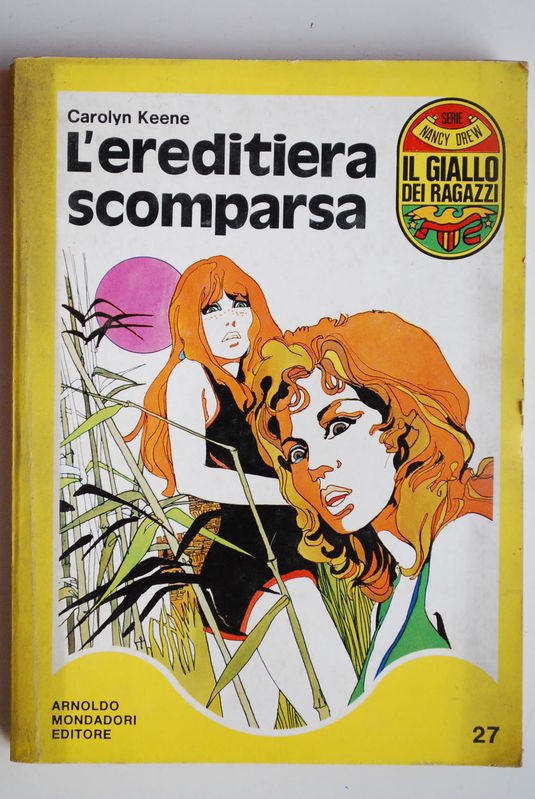 Carolyn Keene
L'ereditiera
scomparsa
SERIE
NANCY DREW
IL GIALLO
DEI RAGAZZI
ARNOLDO
MONDADORI
EDITORE
27